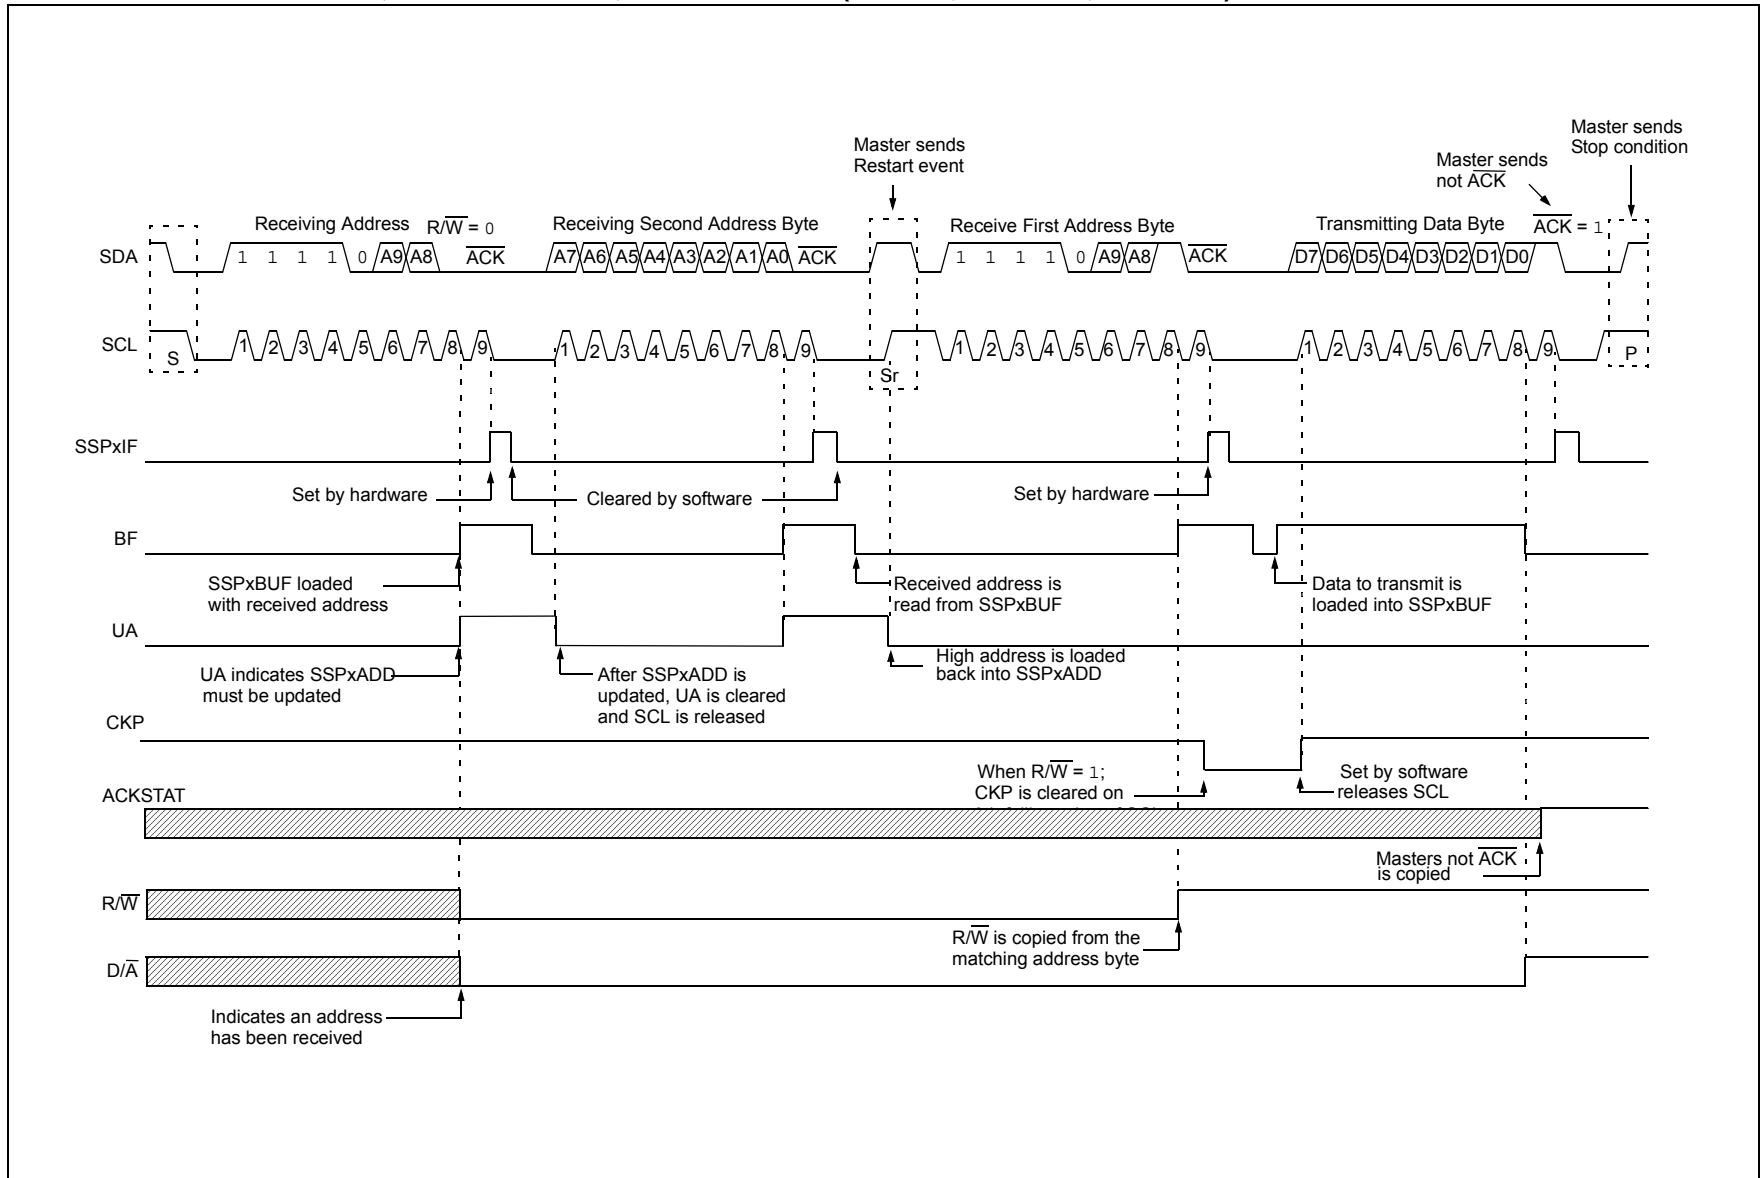 Master sends
Stop condition
Master sends
Restart event
Master sends
not A̅C̅K̅
Receiving Address R/W̅ = 0
Receiving Second Address Byte
Receive First Address Byte
Transmitting Data Byte
A̅C̅K̅ = 1
SDA
1 1 1 1 0 A9 A8 A̅C̅K̅
A7 A6 A5 A4 A3 A2 A1 A0 A̅C̅K̅
1 1 1 1 0 A9 A8 A̅C̅K̅
D7 D6 D5 D4 D3 D2 D1 D0
SCL
S
1 2 3 4 5 6 7 8 9
1 2 3 4 5 6 7 8 9
Sr
1 2 3 4 5 6 7 8 9
1 2 3 4 5 6 7 8 9
P
SSPxIF
Set by hardware
Cleared by software
Set by hardware
BF
SSPxBUF loaded
with received address
Received address is
read from SSPxBUF
Data to transmit is
loaded into SSPxBUF
UA
UA indicates SSPxADD
must be updated
After SSPxADD is
updated, UA is cleared
and SCL is released
High address is loaded
back into SSPxADD
CKP
When R/W̅ = 1;
CKP is cleared on
Set by software
releases SCL
ACKSTAT
Masters not A̅C̅K̅
is copied
R/W̅
R/W̅ is copied from the
matching address byte
D/A̅
Indicates an address
has been received